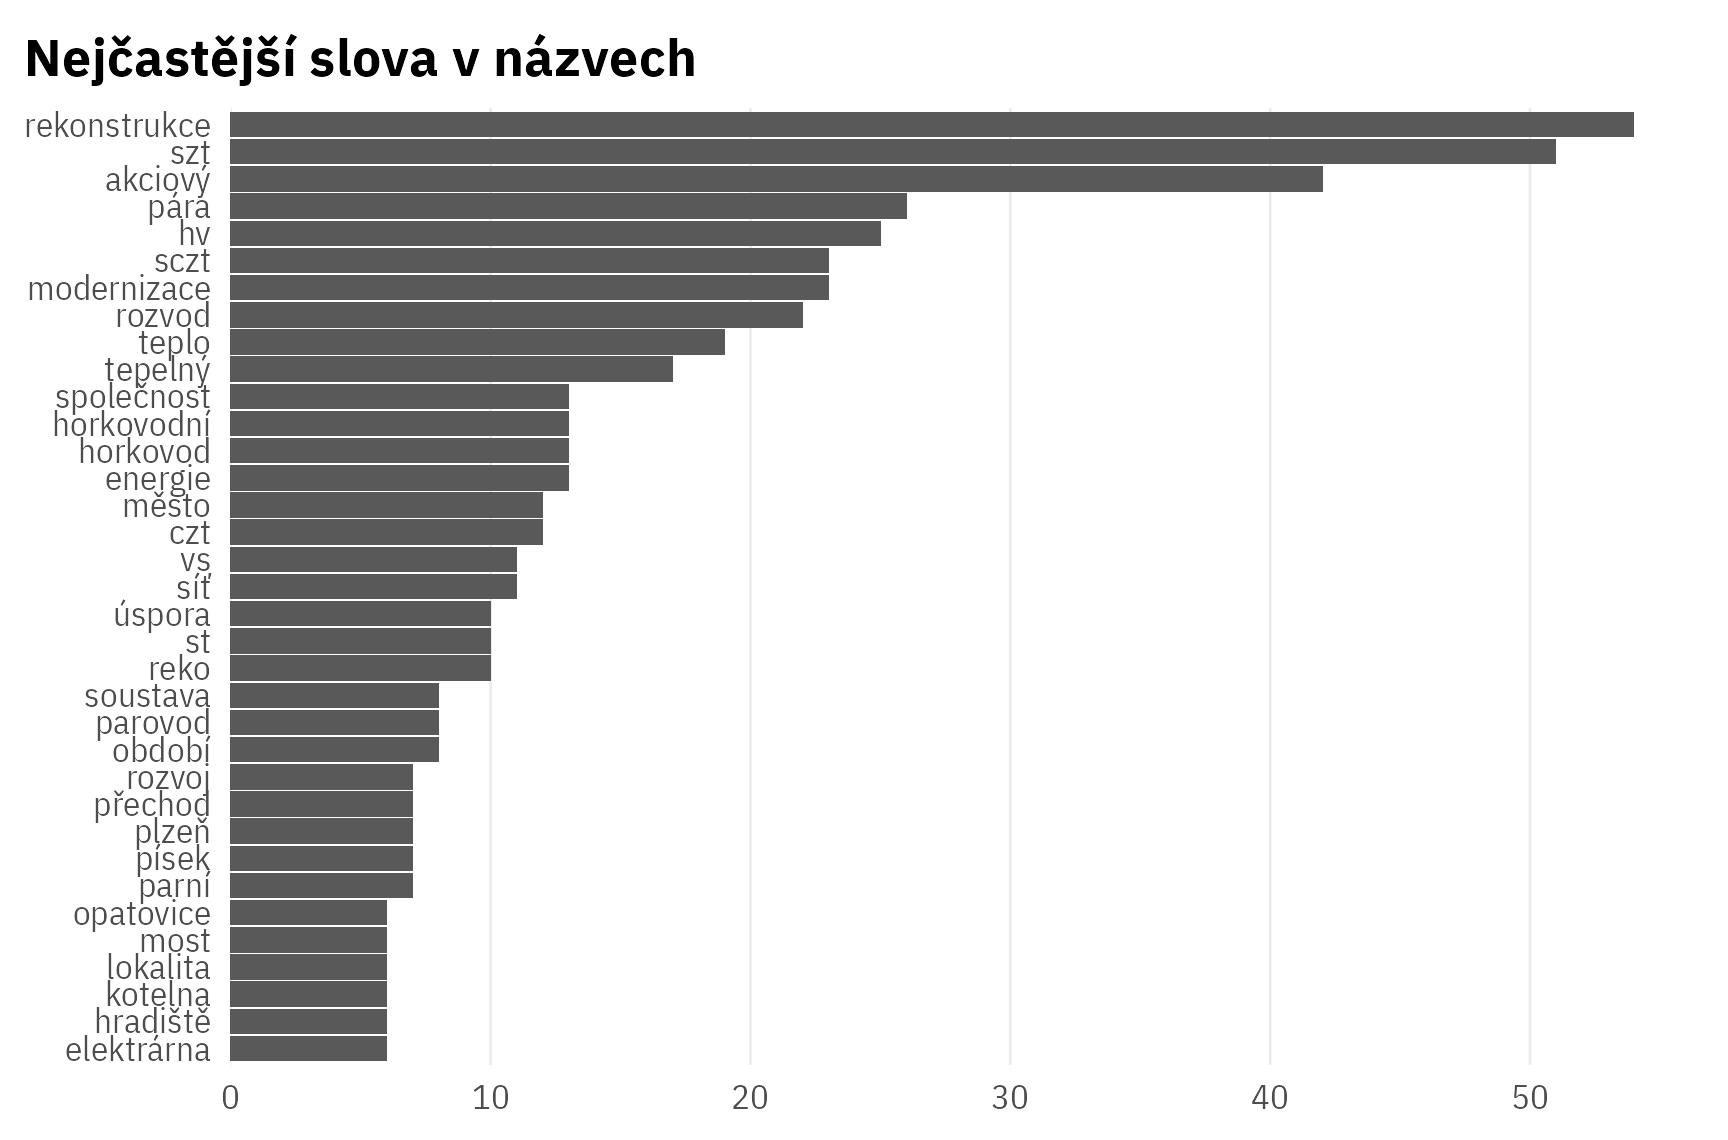 Nejčastější slova v názvech
rekonstrukce
szt
akciový
pára
hv
sczt
modernizace
rozvod
teplo
tepelný
společnost
horkovodní
horkovod
energie
město
czt
vs
síť
úspora
st
reko
soustava
parovod
období
rozvoj
přechod
plzeň
písek
parní
opatovice
most
lokalita
kotelna
hradiště
elektrárna
0 10 20 30 40 50